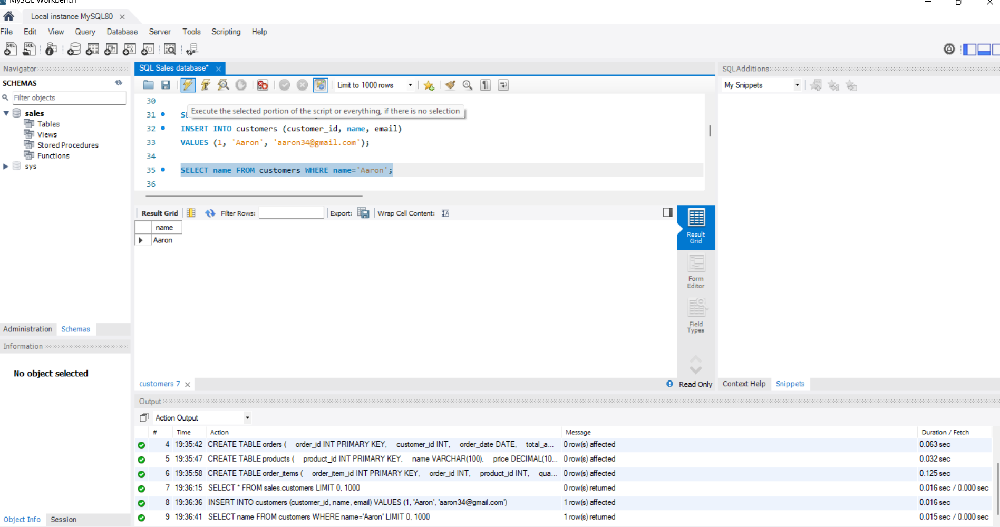 MySQL Workbench
Local instance MySQL80
File Edit View Query Database Server Tools Scripting Help
Navigator
SCHEMAS
Filter objects
sales
Tables
Views
Stored Procedures
Functions
sys
Administration Schemas
Information
No object selected
Object Info Session
SQL Sales database*
Limit to 1000 rows
30
31
Execute the selected portion of the script or everything, if there is no selection
32 INSERT INTO customers (customer_id, name, email)
33 VALUES (1, 'Aaron', 'aaron34@gmail.com');
34
35 SELECT name FROM customers WHERE name='Aaron';
36
Result Grid Filter Rows: Export: Wrap Cell Content:
name
Aaron
Result
Grid
Form
Editor
Field
Types
customers 7
Read Only
SQLAdditions
My Snippets
Context Help Snippets
Output
Action Output
# Time Action Message Duration / Fetch
4 19:35:42 CREATE TABLE orders ( order_id INT PRIMARY KEY, customer_id INT, order_date DATE, total_a... 0 row(s) affected 0.063 sec
5 19:35:47 CREATE TABLE products ( product_id INT PRIMARY KEY, name VARCHAR(100), price DECIMAL(10... 0 row(s) affected 0.032 sec
6 19:35:58 CREATE TABLE order_items ( order_item_id INT PRIMARY KEY, order_id INT, product_id INT, qua... 0 row(s) affected 0.125 sec
7 19:36:15 SELECT * FROM sales.customers LIMIT 0, 1000 0 row(s) returned 0.016 sec / 0.000 sec
8 19:36:36 INSERT INTO customers (customer_id, name, email) VALUES (1, 'Aaron', 'aaron34@gmail.com') 1 row(s) affected 0.016 sec
9 19:36:41 SELECT name FROM customers WHERE name='Aaron' LIMIT 0, 1000 1 row(s) returned 0.015 sec / 0.000 sec